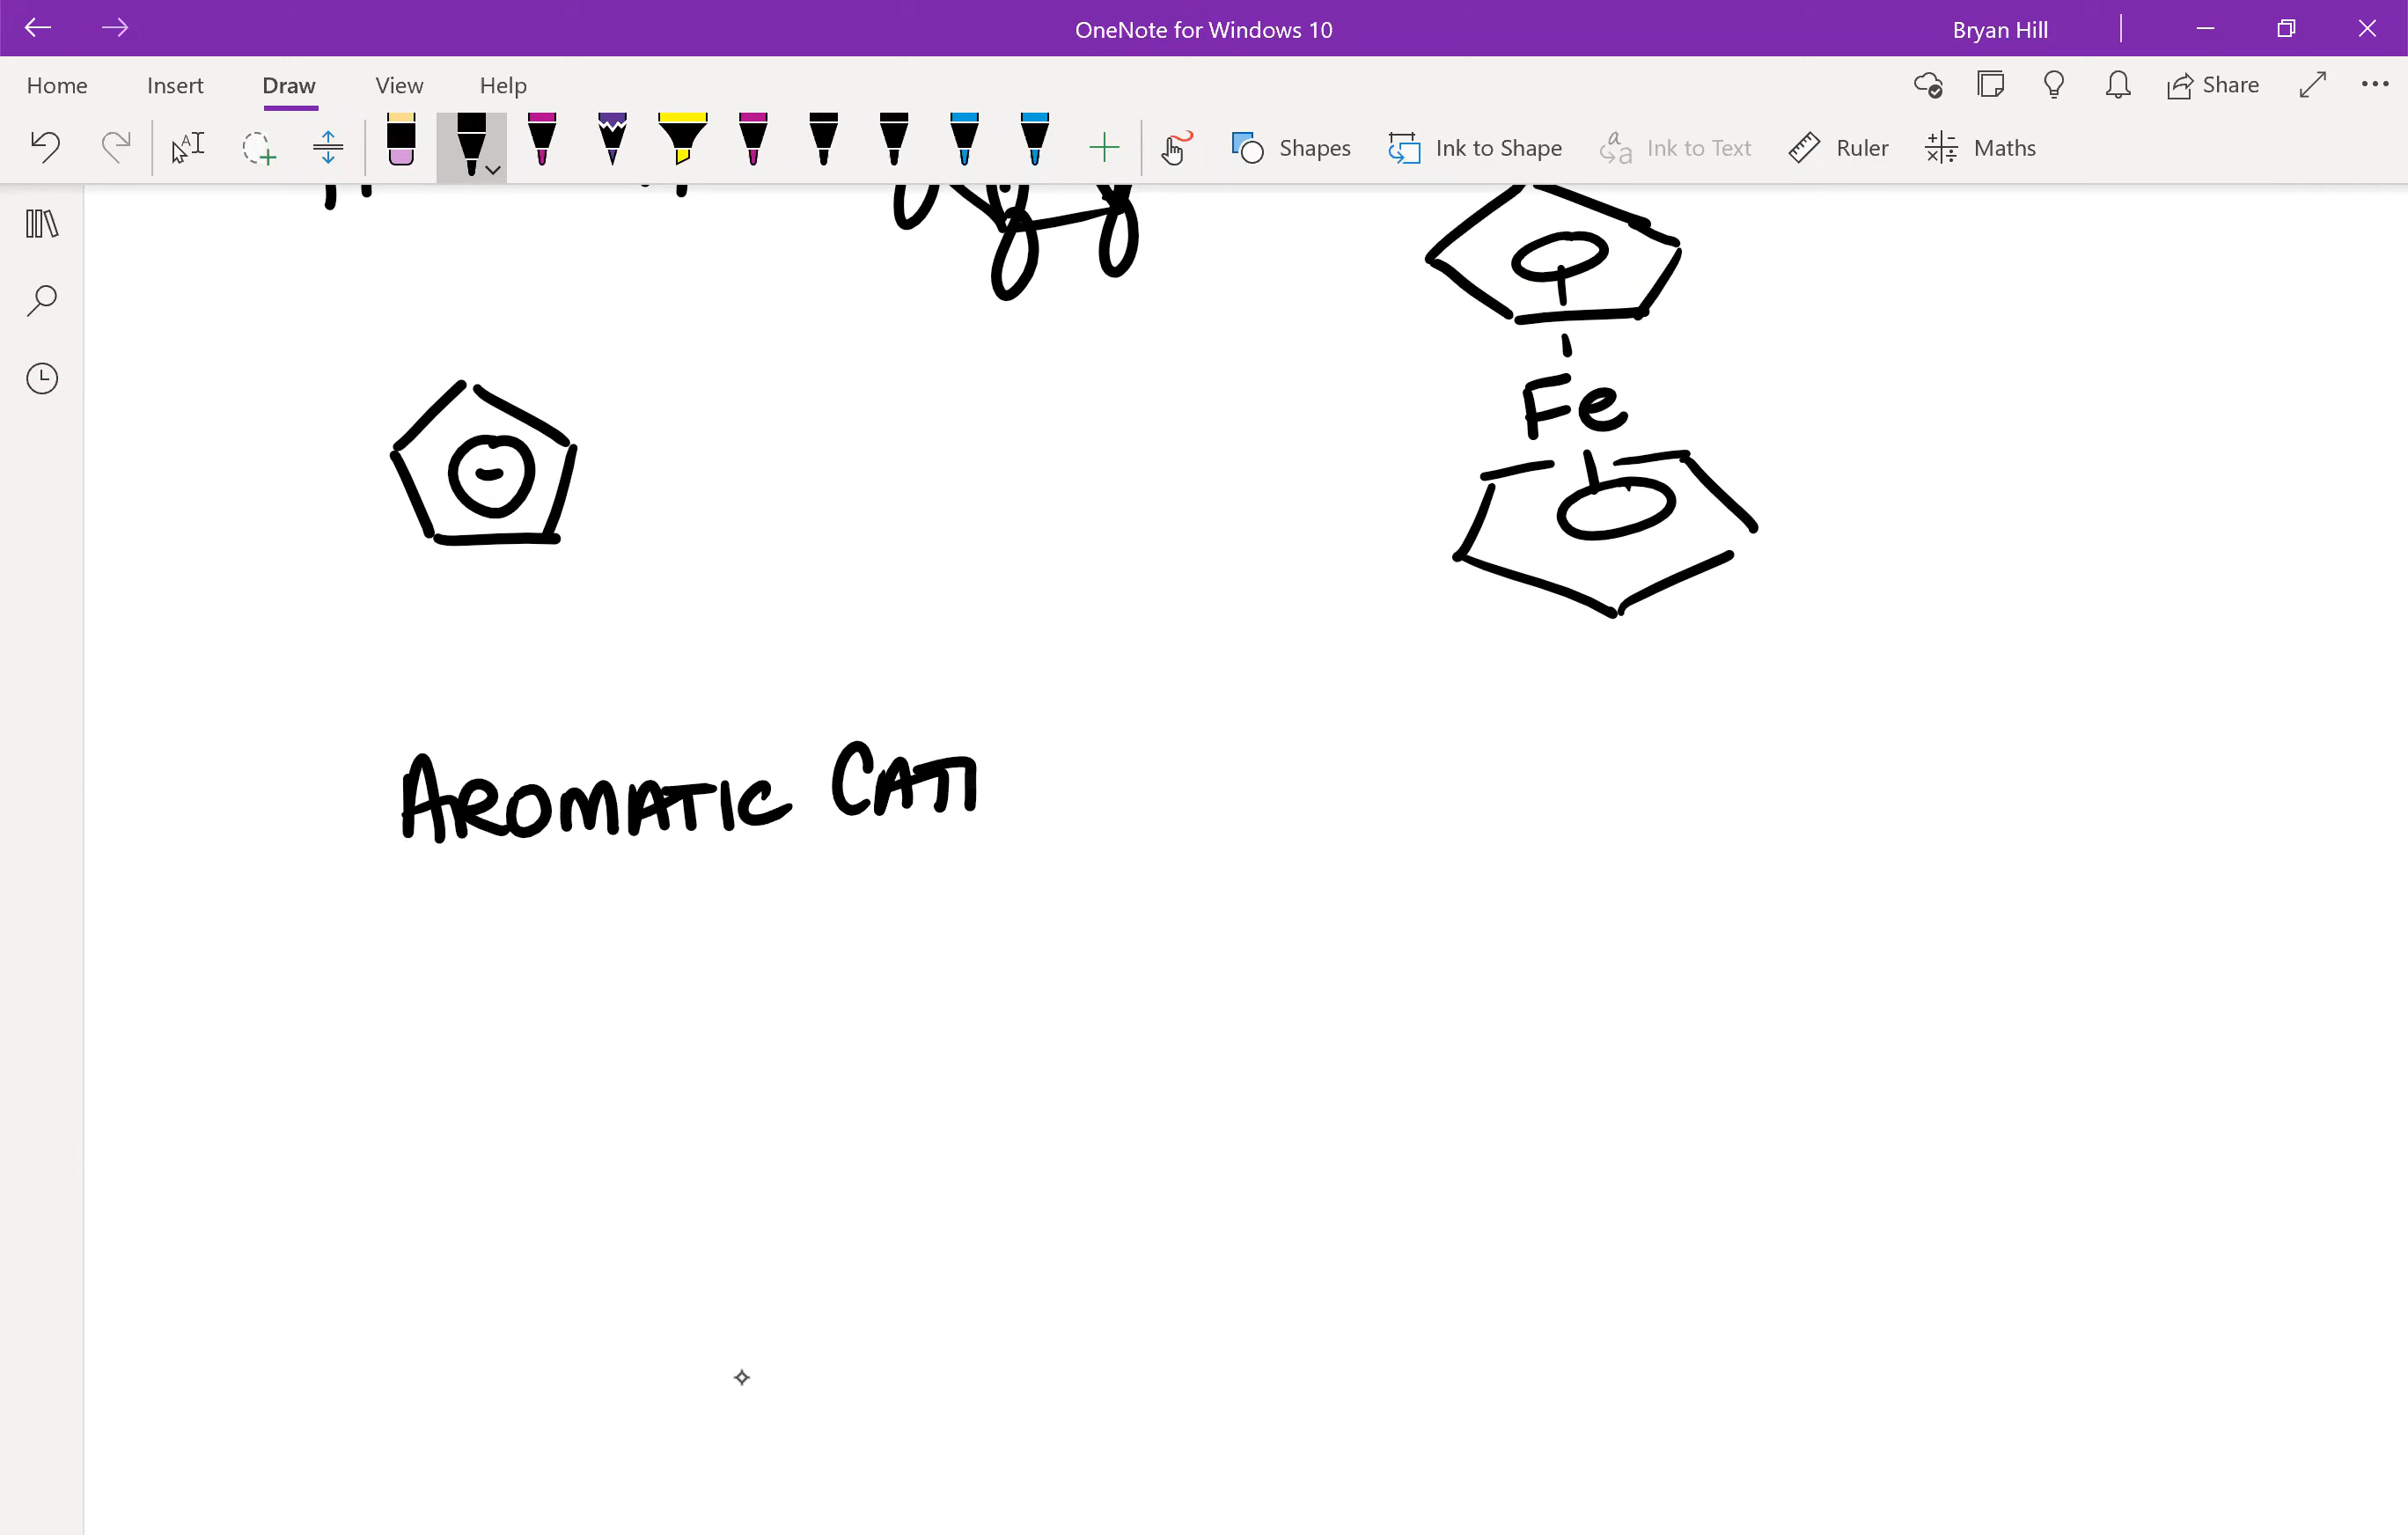 OneNote for Windows 10
Bryan Hill
Home Insert Draw View Help
Share
Shapes Ink to Shape Ink to Text Ruler Maths
Fe
AROMATIC CATI